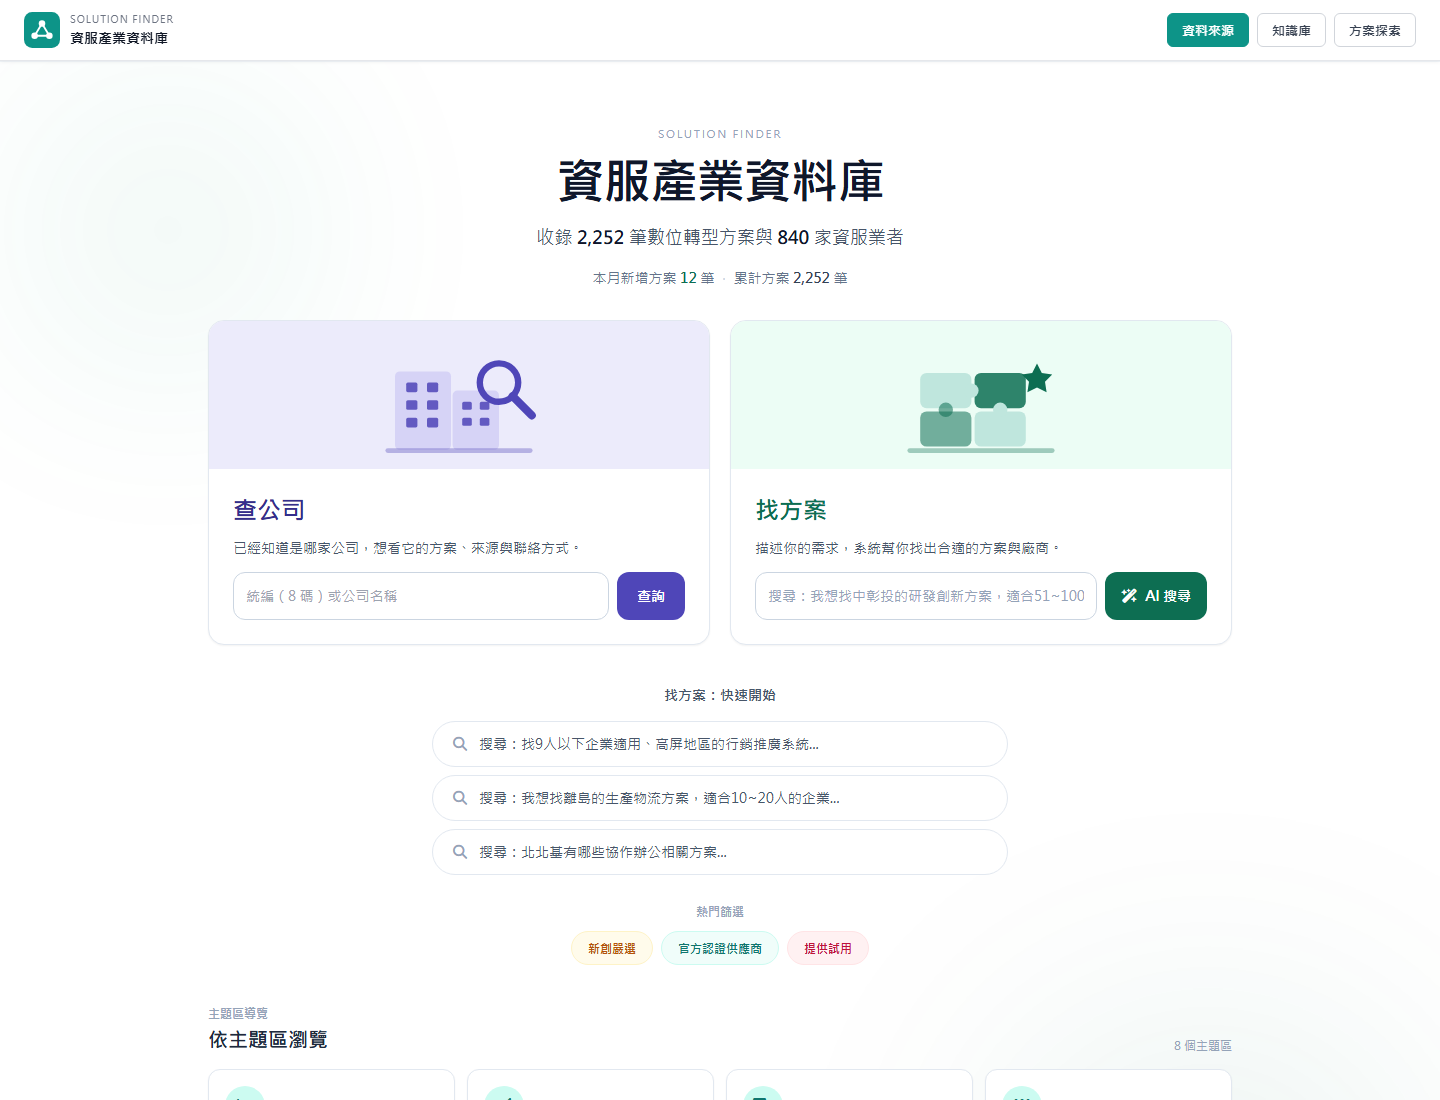 SOLUTION FINDER
資服產業資料庫
資料來源
知識庫
方案探索
SOLUTION FINDER
資服產業資料庫
收錄 2,252 筆數位轉型方案與 840 家資服業者
本月新增方案 12 筆 · 累計方案 2,252 筆
查公司
已經知道是哪家公司，想看它的方案、來源與聯絡方式。
統編（8 碼）或公司名稱
查詢
找方案
描述你的需求，系統幫你找出合適的方案與廠商。
搜尋：我想找中彰投的研發創新方案，適合51~100
AI 搜尋
找方案：快速開始
搜尋：找9人以下企業適用、高屏地區的行銷推廣系統...
搜尋：我想找離島的生產物流方案，適合10~20人的企業...
搜尋：北北基有哪些協作辦公相關方案...
熱門篩選
新創嚴選
官方認證供應商
提供試用
主題區導覽
依主題區瀏覽
8 個主題區